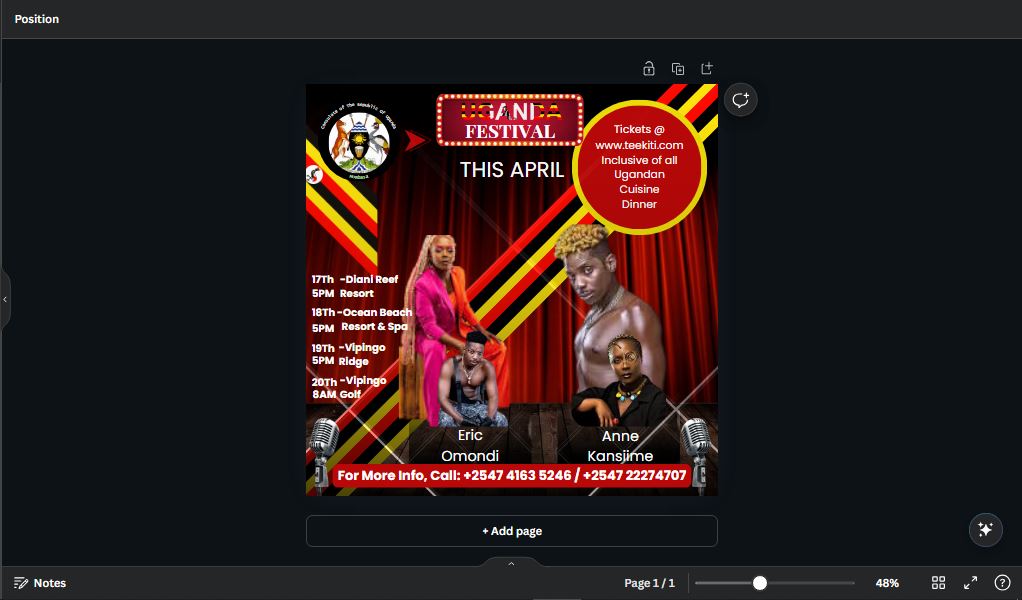 Position
Consulate of the republic of uganda
Mombasa
UGANDA
FESTIVAL
THIS APRIL
Tickets @
www.teekiti.com
Inclusive of all
Ugandan
Cuisine
Dinner
17Th -Diani Reef
5PM Resort
18Th -Ocean Beach
5PM Resort & Spa
19Th -Vipingo
5PM Ridge
20Th -Vipingo
8AM Golf
Eric
Omondi
Anne
Kansjime
For More Info, Call: +2547 4163 5246 / +2547 22274707
+ Add page
Notes
Page 1 / 1
48%